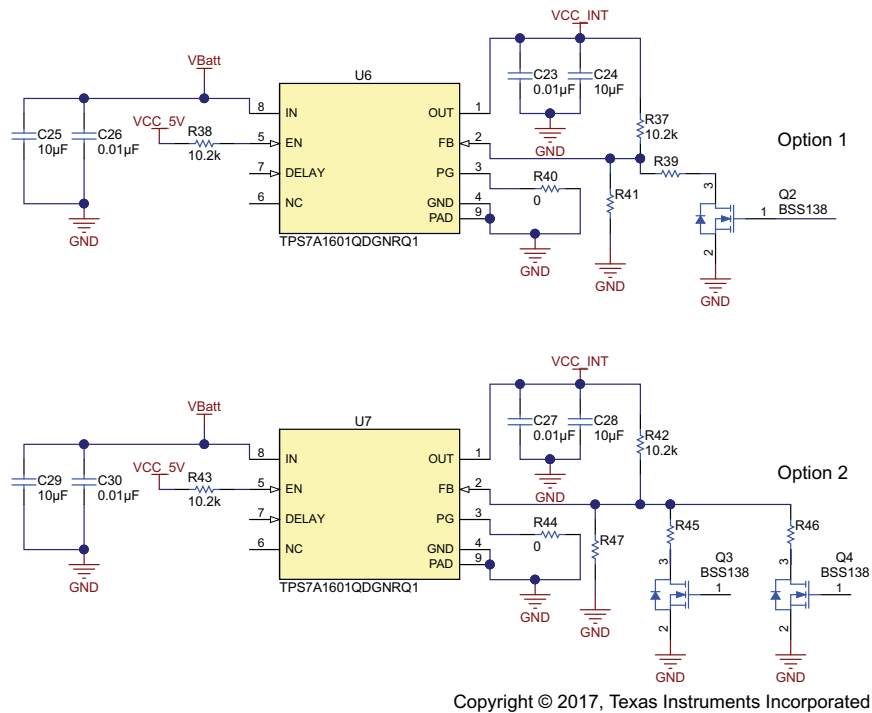 VCC_INT
VBatt
U6
C23
0.01µF
C24
10µF
8
IN
OUT
1
R37
10.2k
C25
10µF
C26
0.01µF
VCC_5V
R38
10.2k
5
EN
FB
2
GND
Option 1
7
DELAY
PG
3
R40
0
R41
R39
3
Q2
BSS138
1
6
NC
GND
4
PAD
9
2
GND
TPS7A1601QDGNRQ1
GND
GND
GND
VCC_INT
VBatt
U7
C27
0.01µF
C28
10µF
8
IN
OUT
1
R42
10.2k
C29
10µF
C30
0.01µF
VCC_5V
R43
10.2k
5
EN
FB
2
GND
Option 2
7
DELAY
PG
3
R44
0
R47
R45
R46
6
NC
GND
4
PAD
9
3
Q3
BSS138
1
3
Q4
BSS138
1
GND
TPS7A1601QDGNRQ1
GND
GND
2
GND
2
GND
Copyright © 2017, Texas Instruments Incorporated